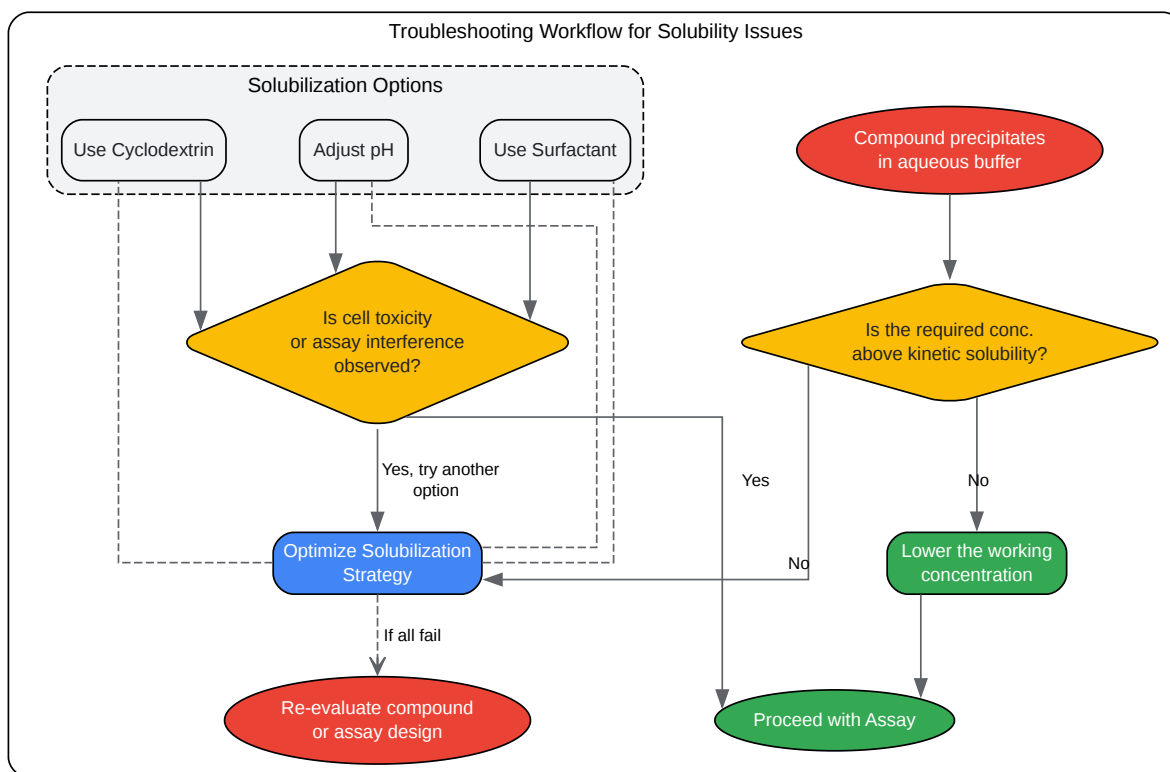 Troubleshooting Workflow for Solubility Issues
Solubilization Options
Use Cyclodextrin
Adjust pH
Use Surfactant
Compound precipitates
in aqueous buffer
Is cell toxicity
or assay interference
observed?
Is the required conc.
above kinetic solubility?
Yes, try another
option
Yes
No
Optimize Solubilization
Strategy
No
Lower the working
concentration
If all fail
Re-evaluate compound
or assay design
Proceed with Assay